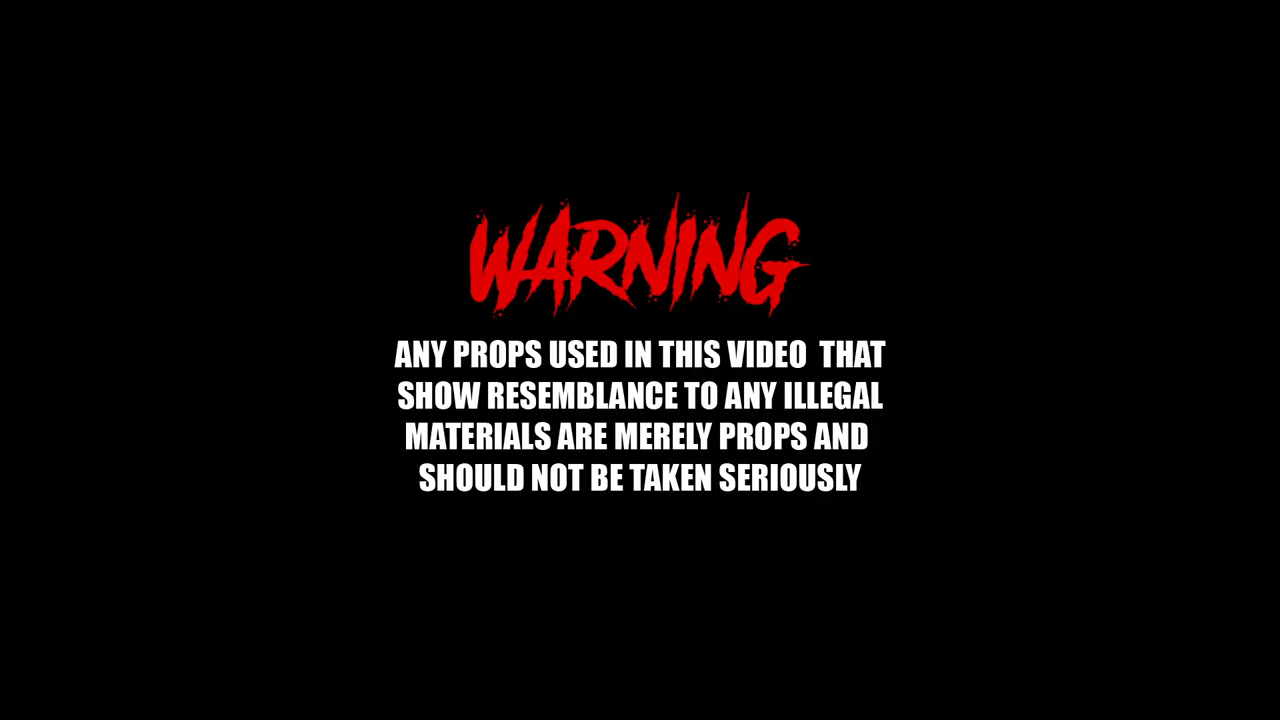 WARNING
ANY PROPS USED IN THIS VIDEO THAT
SHOW RESEMBLANCE TO ANY ILLEGAL
MATERIALS ARE MERELY PROPS AND
SHOULD NOT BE TAKEN SERIOUSLY